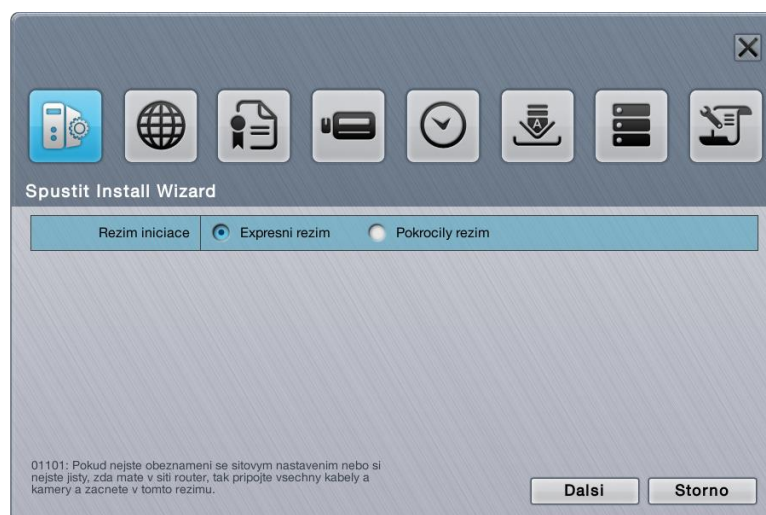 Spustit Install Wizard
Rezim iniciace Expresni rezim Pokrocily rezim
01101: Pokud nejste obeznameni se sitovym nastavenim nebo si
nejste jisty, zda mate v siti router, tak pripojte vsechny kabely a
kamery a zacnete v tomto rezimu.
Dalsi Storno